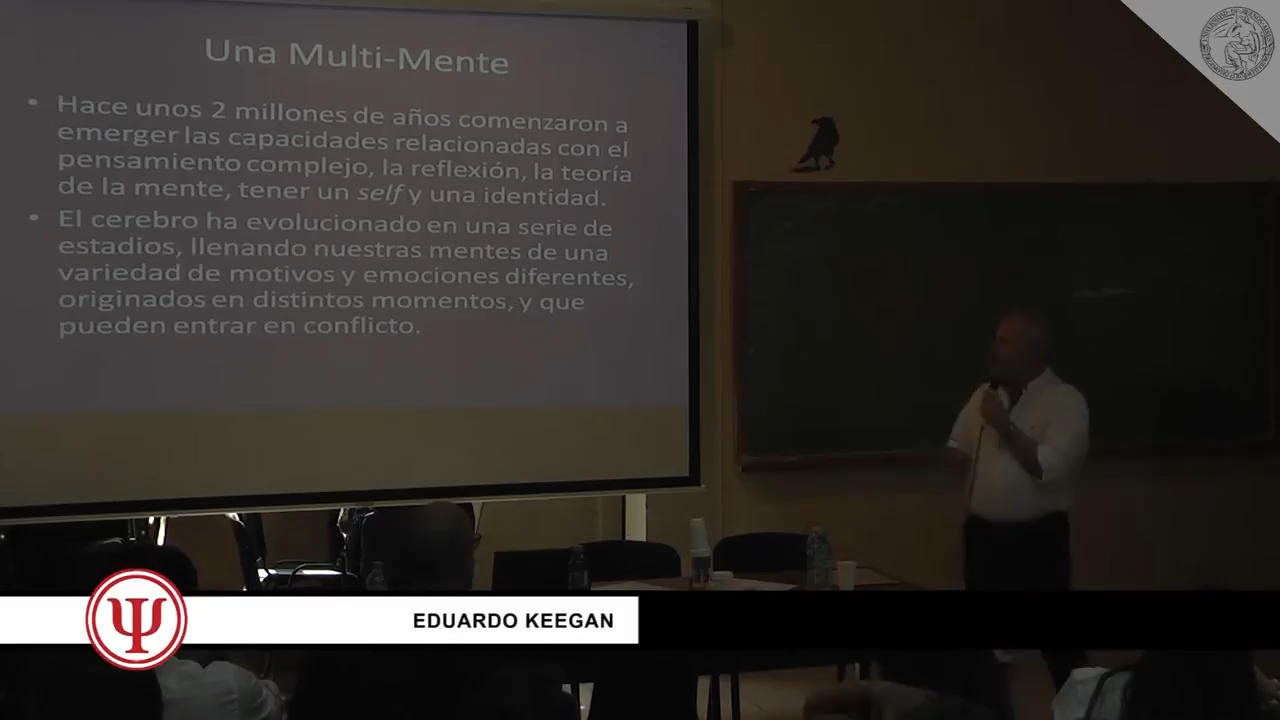 Una Multi-Mente
• Hace unos 2 millones de años comenzaron a
emerger las capacidades relacionadas con el
pensamiento complejo, la reflexión, la teoría
de la mente, tener un self y una identidad.
• El cerebro ha evolucionado en una serie de
estadios, llenando nuestras mentes de una
variedad de motivos y emociones diferentes,
originados en distintos momentos, y que
pueden entrar en conflicto.
Ψ
EDUARDO KEEGAN